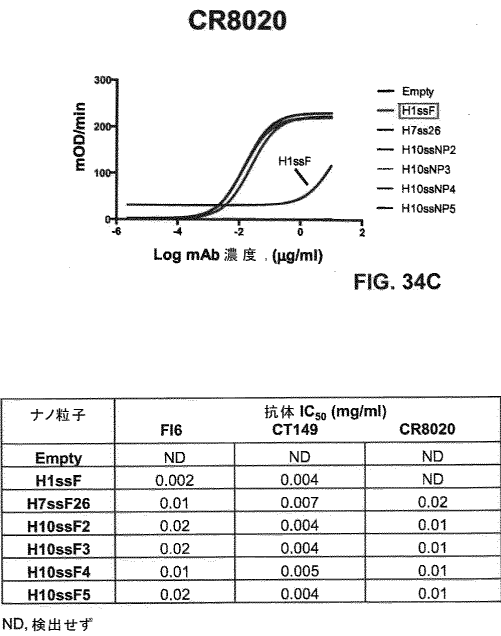 CR8020
300
200
100
0
mOD/min
H1ssF
-6 -4 -2 0 2
Log mAb 濃度 , (μg/ml)
Empty
H1ssF
H7ss26
H10ssNP2
H10sNP3
H10ssNP4
H10ssNP5
FIG. 34C
ナノ粒子 抗体 IC50 (mg/ml)
FI6 CT149 CR8020
Empty ND ND ND
H1ssF 0.002 0.004 ND
H7ssF26 0.01 0.007 0.02
H10ssF2 0.02 0.004 0.01
H10ssF3 0.02 0.004 0.01
H10ssF4 0.01 0.005 0.01
H10ssF5 0.02 0.004 0.01
ND, 検出せず